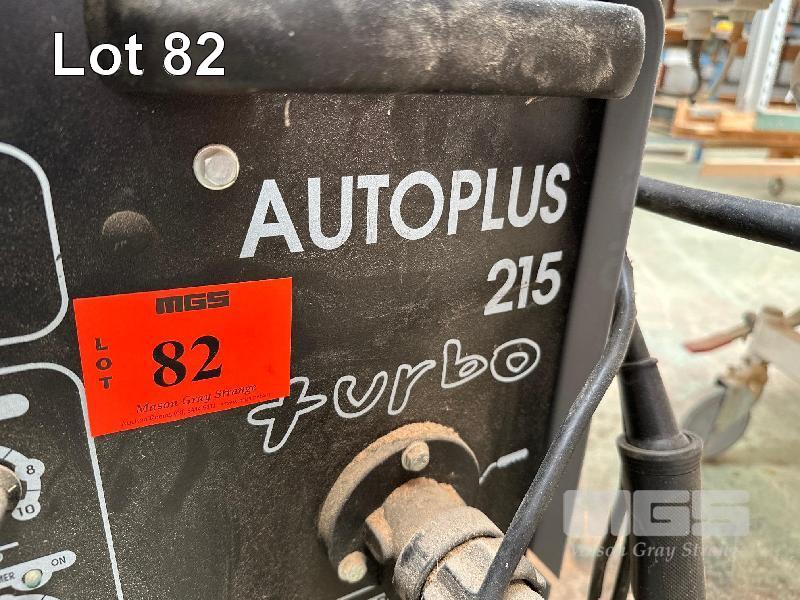 Lot 82
AUTOPLUS
215
turbo
MGS
LOT
82
Mason Gray Strange
8
10
ON
MGS
Mason Gray Strange